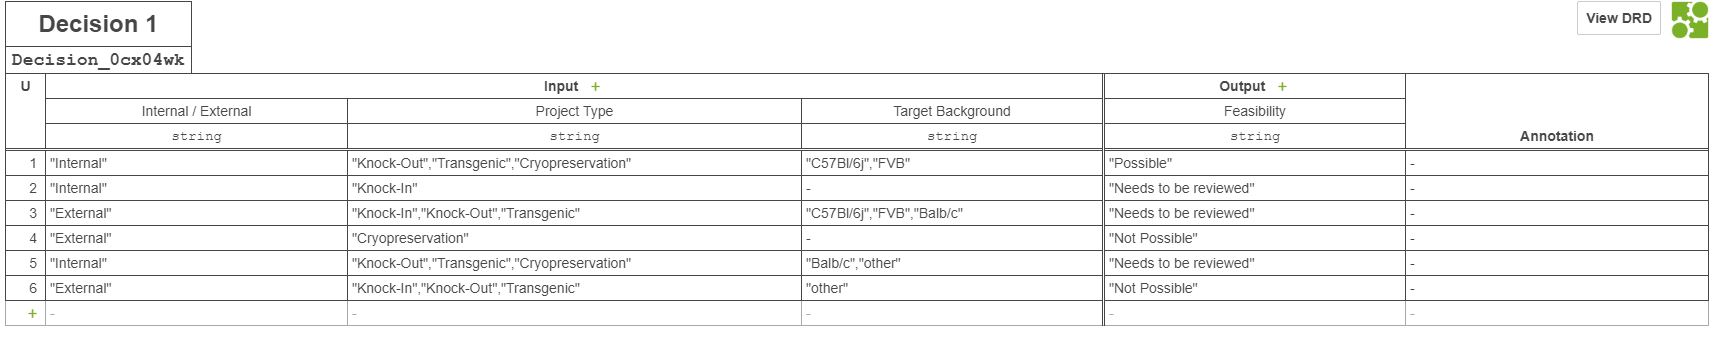 Decision 1
View DRD
Decision_0cx04wk
U Input + Output + Annotation
Internal / External Project Type Target Background Feasibility
string string string string
1 "Internal" "Knock-Out","Transgenic","Cryopreservation" "C57Bl/6j","FVB" "Possible" -
2 "Internal" "Knock-In" - "Needs to be reviewed" -
3 "External" "Knock-In","Knock-Out","Transgenic" "C57Bl/6j","FVB","Balb/c" "Needs to be reviewed" -
4 "External" "Cryopreservation" - "Not Possible" -
5 "Internal" "Knock-Out","Transgenic","Cryopreservation" "Balb/c","other" "Needs to be reviewed" -
6 "External" "Knock-In","Knock-Out","Transgenic" "other" "Not Possible" -
+ - - - - -